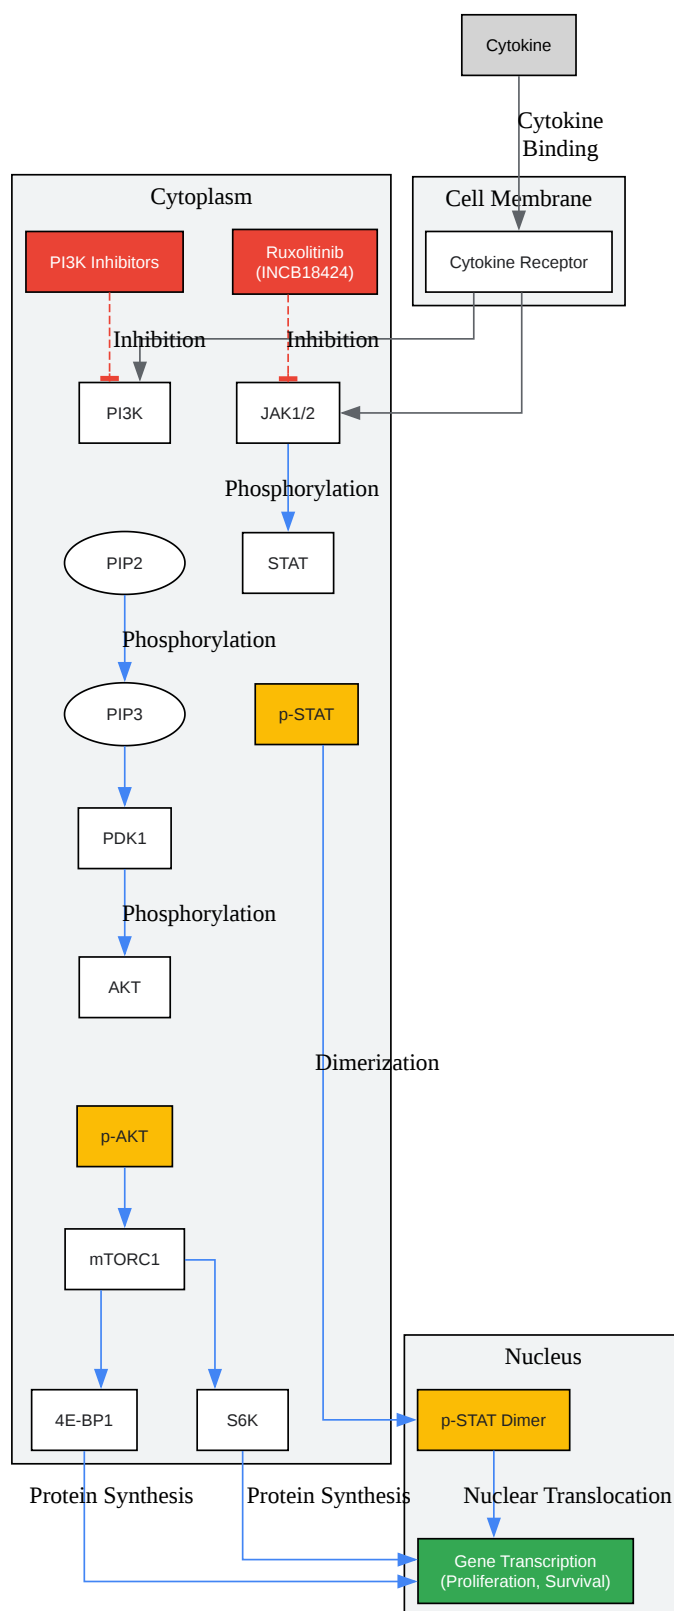 Cytokine
Cytokine
Binding
Cytoplasm
Cell Membrane
PI3K Inhibitors
Ruxolitinib
(INCB18424)
Cytokine Receptor
Inhibition
Inhibition
PI3K
JAK1/2
Phosphorylation
PIP2
STAT
Phosphorylation
PIP3
p-STAT
PDK1
Phosphorylation
AKT
Dimerization
p-AKT
mTORC1
Nucleus
4E-BP1
S6K
p-STAT Dimer
Protein Synthesis
Protein Synthesis
Nuclear Translocation
Gene Transcription
(Proliferation, Survival)